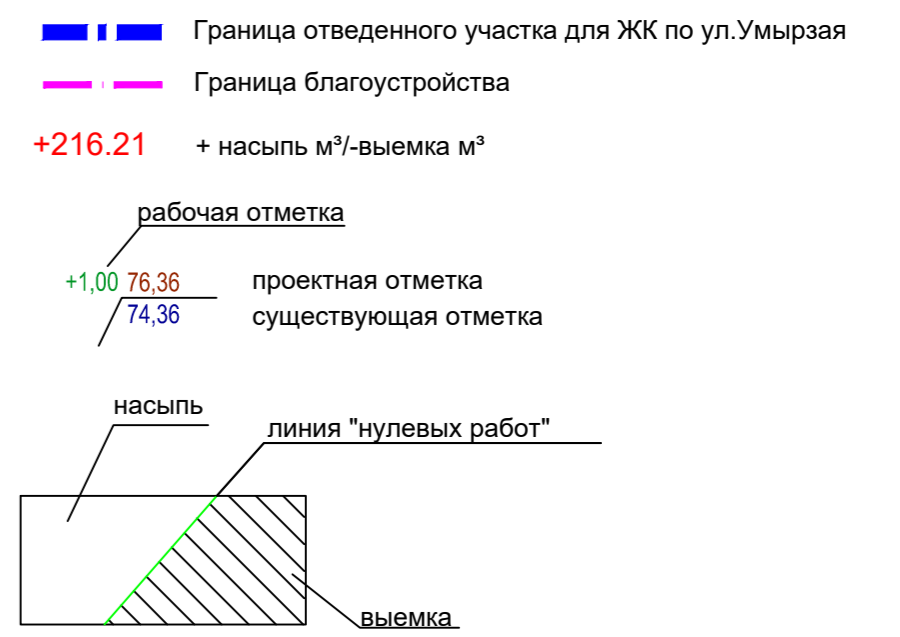 Граница отведенного участка для ЖК по ул.Умырзая
Граница благоустройства
+216.21 + насыпь м³/-выемка м³
рабочая отметка
+1,00 76,36 проектная отметка
74,36 существующая отметка
насыпь
линия "нулевых работ"
выемка